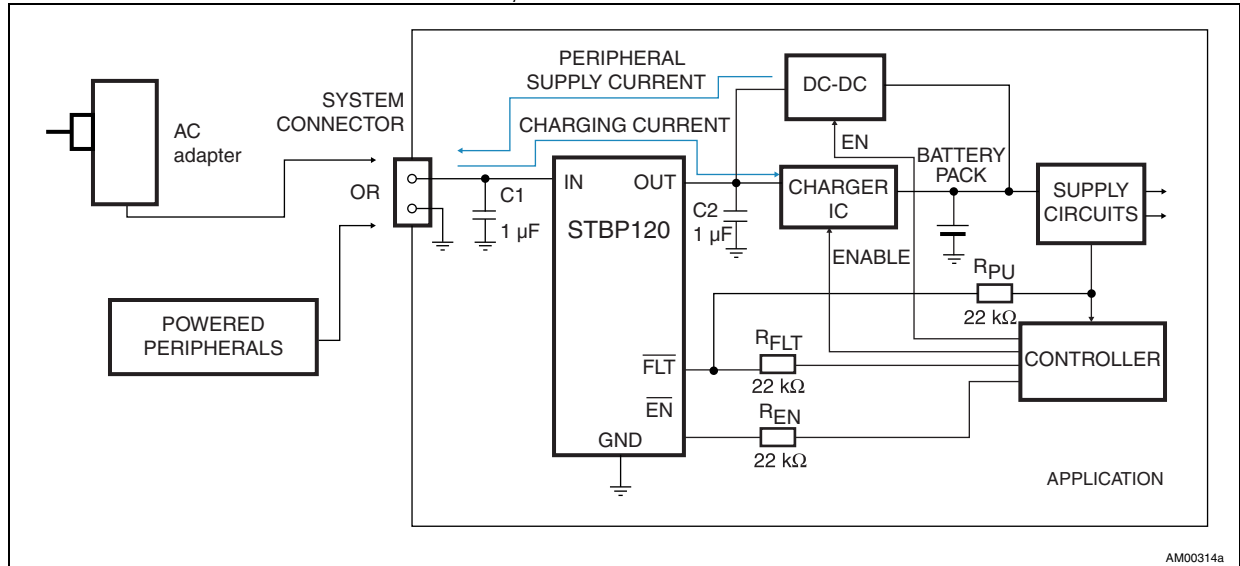 PERIPHERAL
SUPPLY CURRENT
DC-DC
SYSTEM
CONNECTOR
AC
adapter
CHARGING CURRENT
EN
BATTERY
PACK
OR
IN
OUT
CHARGER
IC
SUPPLY
CIRCUITS
C1
1 µF
STBP120
C2
1 µF
ENABLE
RPU
22 kΩ
POWERED
PERIPHERALS
FLT
RFLT
22 kΩ
CONTROLLER
EN
REN
22 kΩ
GND
APPLICATION
AM00314a